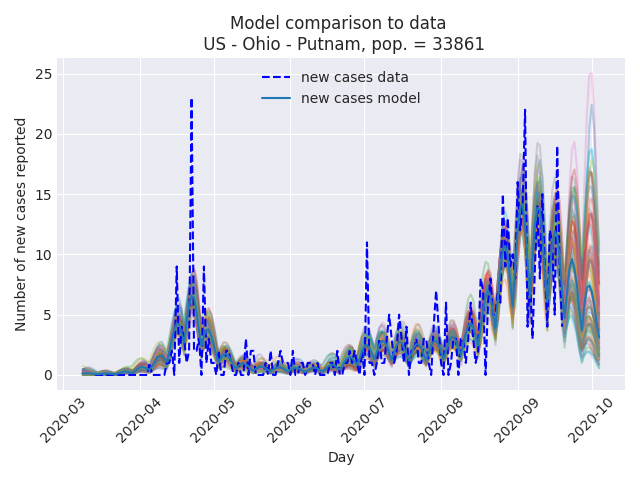 Model comparison to data
US - Ohio - Putnam, pop. = 33861
new cases data
new cases model
Number of new cases reported
25
20
15
10
5
0
2020-03
2020-04
2020-05
2020-06
2020-07
2020-08
2020-09
2020-10
Day